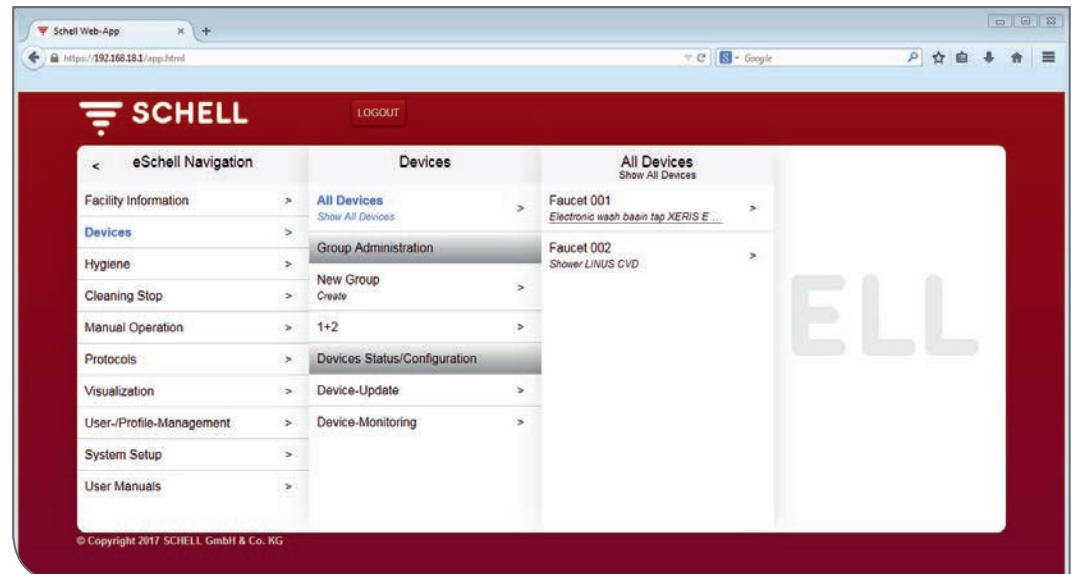 Schell Web-App × +
https://192.168.18.1/app.html
Google
SCHELL
LOGOUT
< eSchell Navigation
Facility Information >
Devices >
Hygiene >
Cleaning Stop >
Manual Operation >
Protocols >
Visualization >
User-/Profile-Management >
System Setup >
User Manuals >
Devices
All Devices >
Show All Devices
Group Administration
New Group >
Create
1+2 >
Devices Status/Configuration
Device-Update >
Device-Monitoring >
All Devices
Show All Devices
Faucet 001 >
Electronic wash basin tap XERIS E ...
Faucet 002 >
Shower LINUS CVD
ELL
© Copyright 2017 SCHELL GmbH & Co. KG